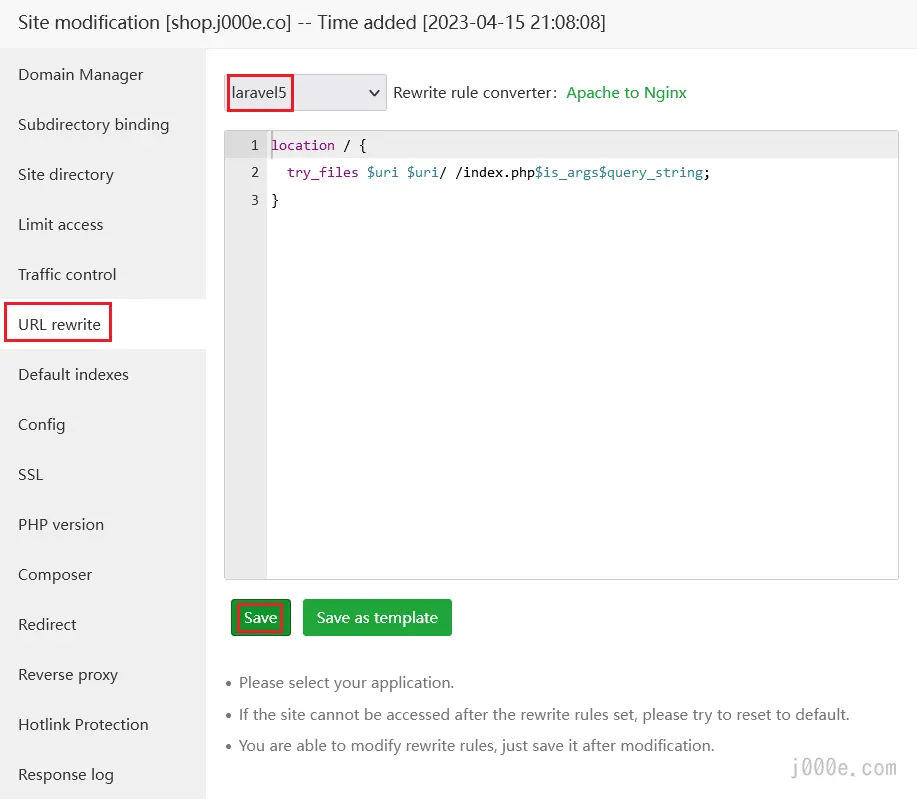 Site modification [shop.j000e.co] -- Time added [2023-04-15 21:08:08]
Domain Manager
Subdirectory binding
Site directory
Limit access
Traffic control
URL rewrite
Default indexes
Config
SSL
PHP version
Composer
Redirect
Reverse proxy
Hotlink Protection
Response log
laravel5 Rewrite rule converter: Apache to Nginx
1 location / {
2 try_files $uri $uri/ /index.php$is_args$query_string;
3 }
Save Save as template
• Please select your application.
• If the site cannot be accessed after the rewrite rules set, please try to reset to default.
• You are able to modify rewrite rules, just save it after modification.
j000e.com